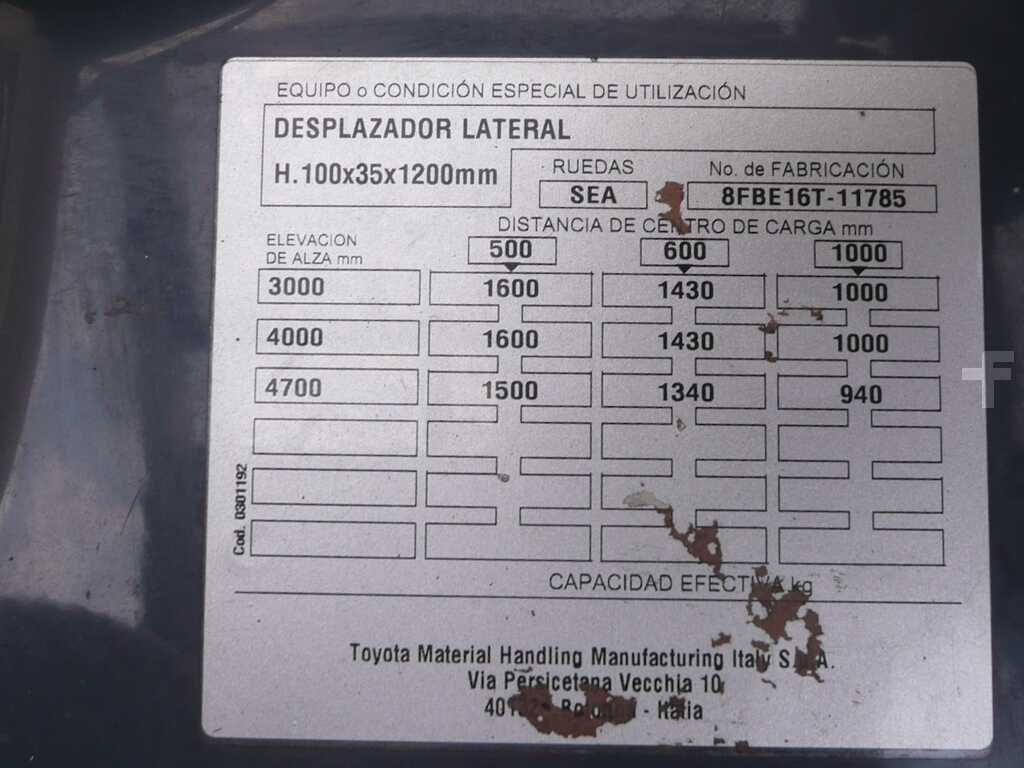 EQUIPO o CONDICIÓN ESPECIAL DE UTILIZACIÓN
DESPLAZADOR LATERAL
H.100x35x1200mm
RUEDAS No. de FABRICACIÓN
SEA 8FBE16T-11785
DISTANCIA DE CENTRO DE CARGA mm
ELEVACION
DE ALZA mm
500 600 1000
3000 1600 1430 1000
4000 1600 1430 1000
4700 1500 1340 940
Cod. 0301192
CAPACIDAD EFECTIVA kg
Toyota Material Handling Manufacturing Italy
Via Persicetana Vecchia 10
- Italia